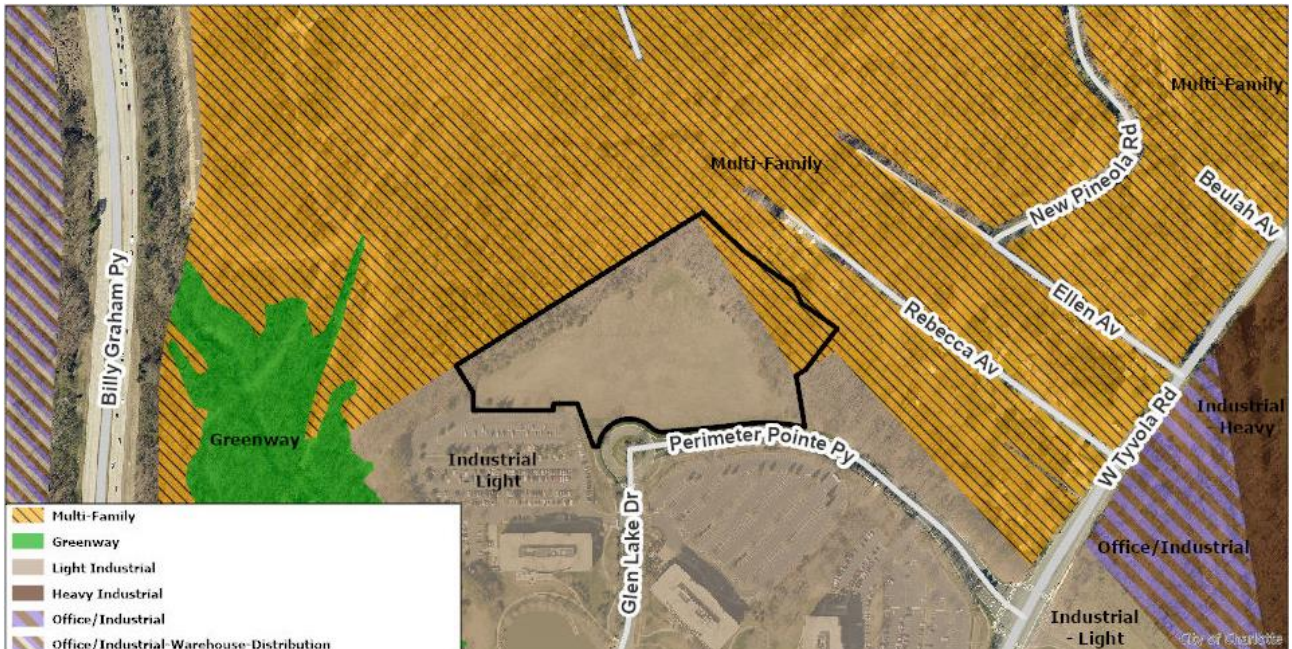 Multi-Family
New Pineola Rd
Beulah Av
Multi-Family
Billy Graham Py
Ellen Av
Rebecca Av
Industrial
- Heavy
Greenway
Perimeter Pointe Py
W Tyvola Rd
Industrial
Light
Glen Lake Dr
Office/Industrial
Industrial
- Light
City of Charlotte
Multi-Family
Greenway
Light Industrial
Heavy Industrial
Office/Industrial
Office/Industrial-Warehouse-Distribution